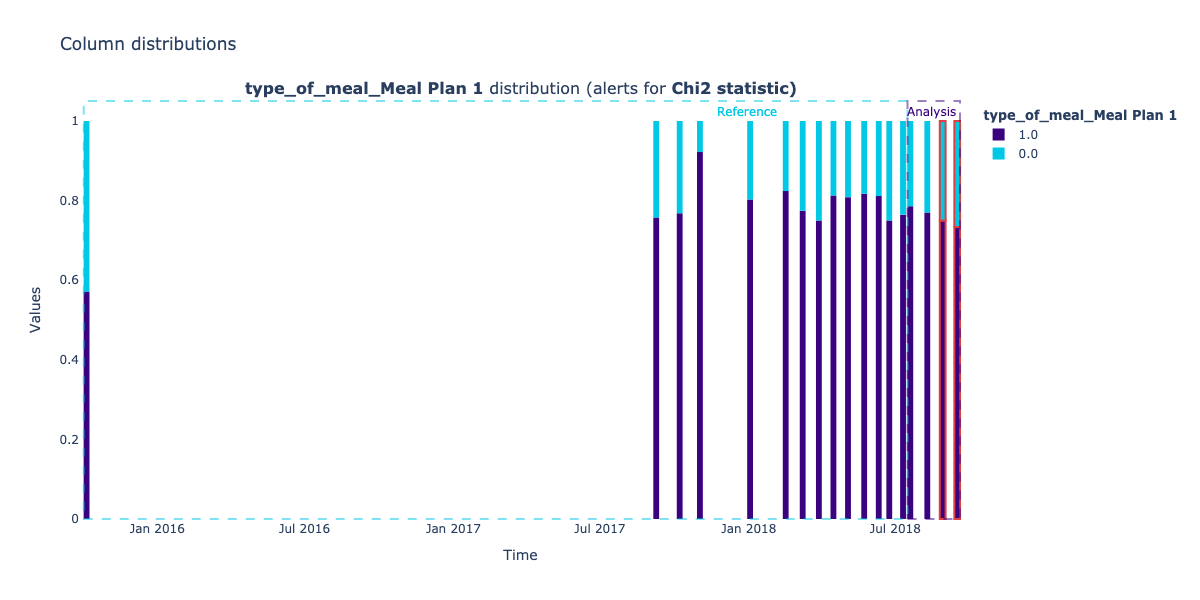 Column distributions
type_of_meal_Meal Plan 1 distribution (alerts for Chi2 statistic)
Reference
Analysis
type_of_meal_Meal Plan 1
1.0
0.0
1
0.8
0.6
0.4
0.2
0
Values
Jan 2016 Jul 2016 Jan 2017 Jul 2017 Jan 2018 Jul 2018
Time